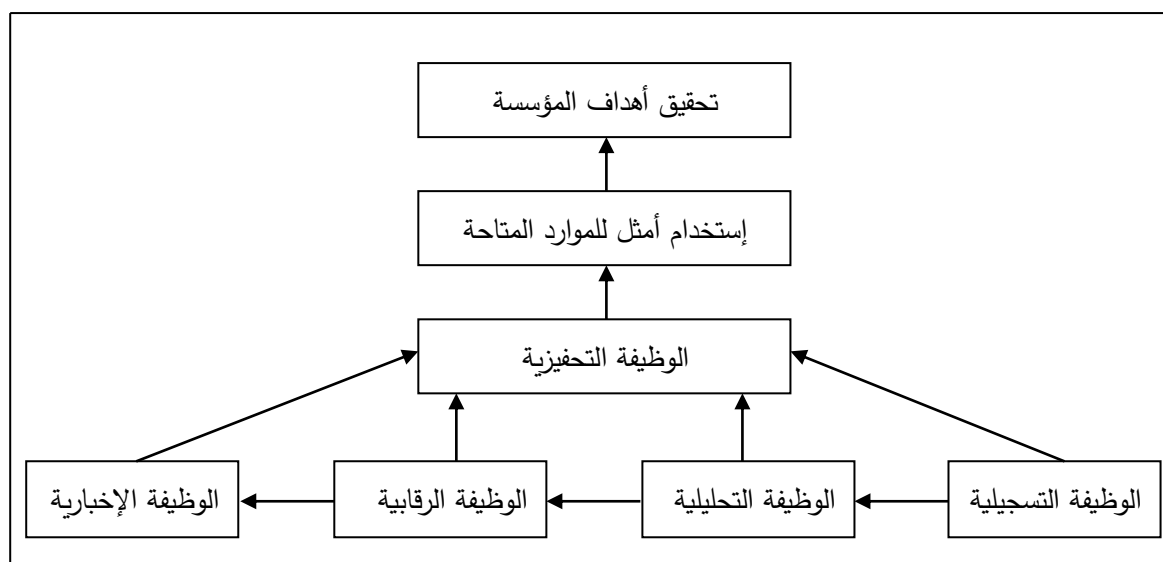 تحقيق أهداف المؤسسة
إستخدام أمثل للموارد المتاحة
الوظيفة التحفيزية
الوظيفة التسجيلية
الوظيفة التحليلية
الوظيفة الرقابية
الوظيفة الإخبارية